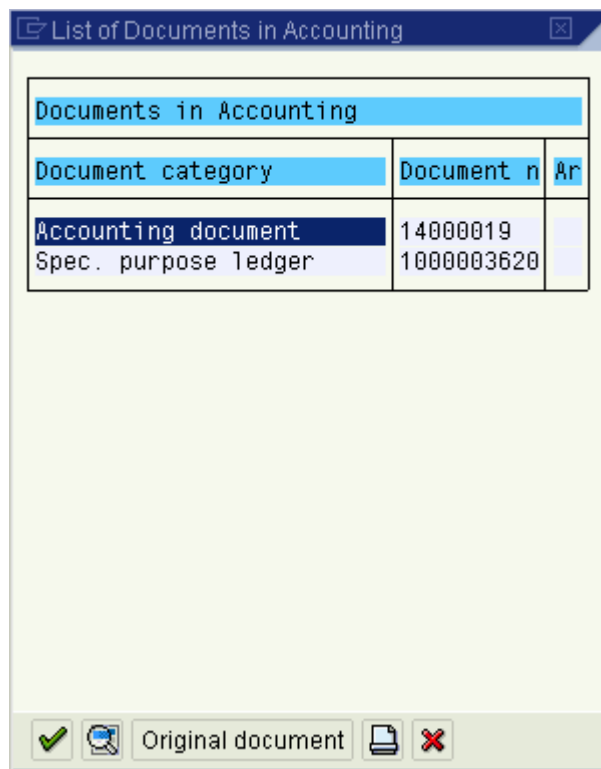 List of Documents in Accounting
Documents in Accounting
Document category Document n Ar
Accounting document 14000019
Spec. purpose ledger 1000003620
Original document